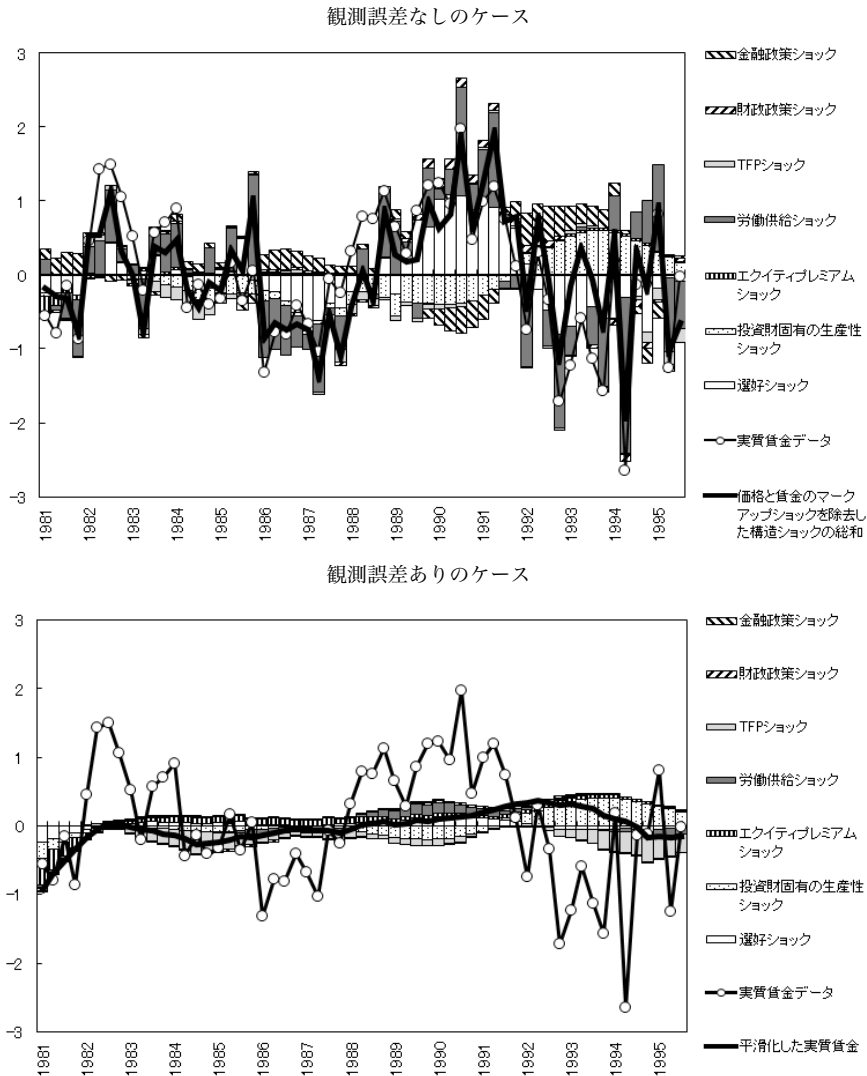 観測誤差なしのケース
3
2
1
0
−1
−2
−3
1981
1982
1983
1984
1985
1986
1987
1988
1989
1990
1991
1992
1993
1994
1995
金融政策ショック
財政政策ショック
TFPショック
労働供給ショック
エクイティプレミアム
ショック
投資財固有の生産性
ショック
選好ショック
実質賃金データ
価格と賃金のマーク
アップショックを除去し
た構造ショックの総和
観測誤差ありのケース
3
2
1
0
−1
−2
−3
1981
1982
1983
1984
1985
1986
1987
1988
1989
1990
1991
1992
1993
1994
1995
金融政策ショック
財政政策ショック
TFPショック
労働供給ショック
エクイティプレミアム
ショック
投資財固有の生産性
ショック
選好ショック
実質賃金データ
平滑化した実質賃金